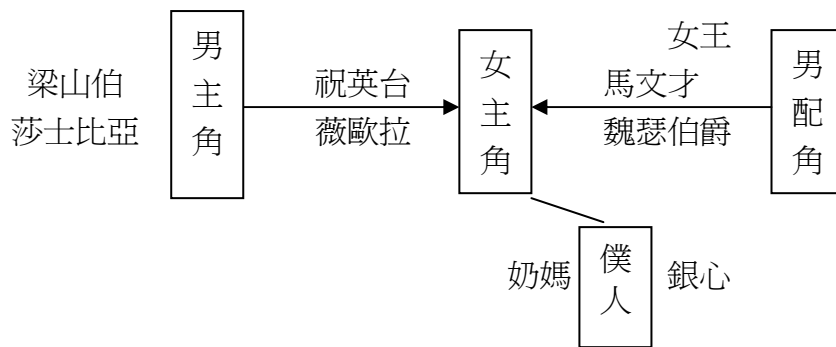 女王
男主角
梁山伯
莎士比亞
祝英台
薇歐拉
女主角
馬文才
魏瑟伯爵
男配角
奶媽
僕人
銀心